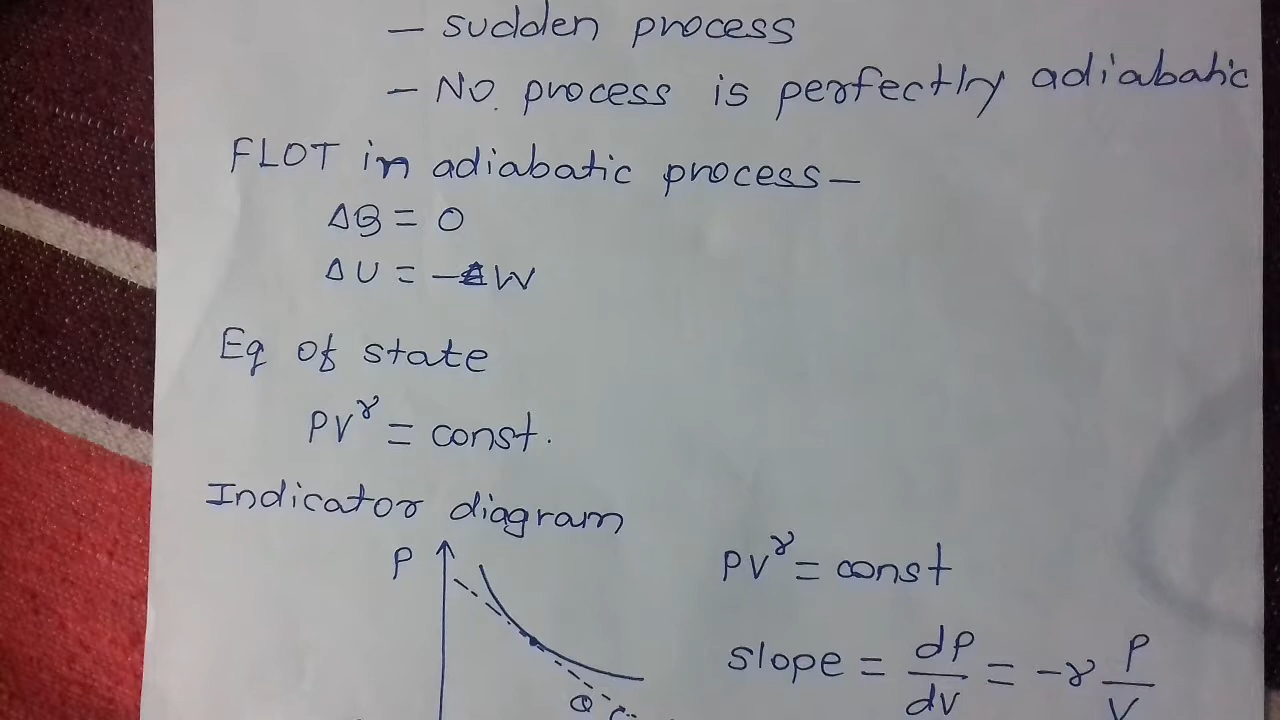 — sudden process
— No. process is perfectly adiabatic
FLOT in adiabatic process—
ΔQ = 0
ΔU = -W
Eq of state
PV^γ = const.
Indicator diagram
P
PV^γ = const
slope = dP/dV = -γ P/V